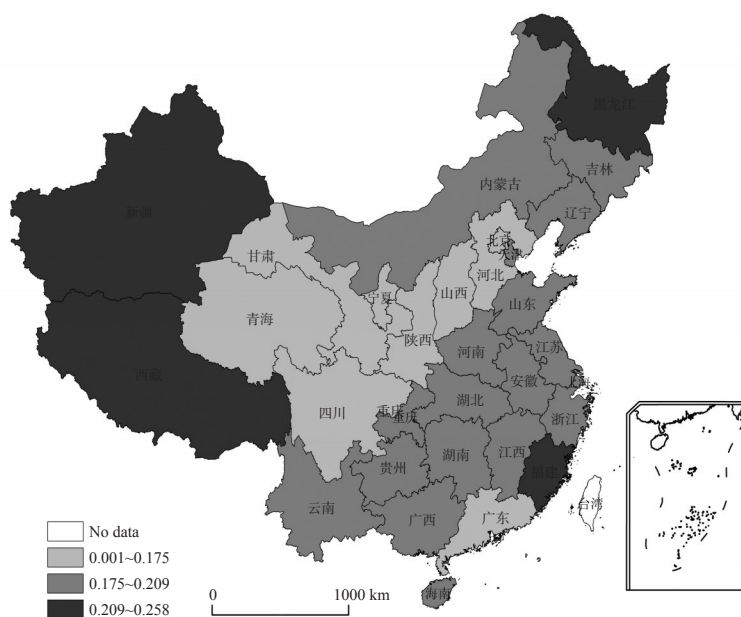 黑龙江
吉林
内蒙古
辽宁
新疆
甘肃
北京
天津
河北
宁夏
山西
青海
山东
陕西
西藏
河南
江苏
安徽
上海
四川
重庆
重庆
湖北
浙江
贵州
湖南
江西
福建
云南
广西
广东
台湾
海南
No data
0.001~0.175
0.175~0.209
0.209~0.258
0
1000 km